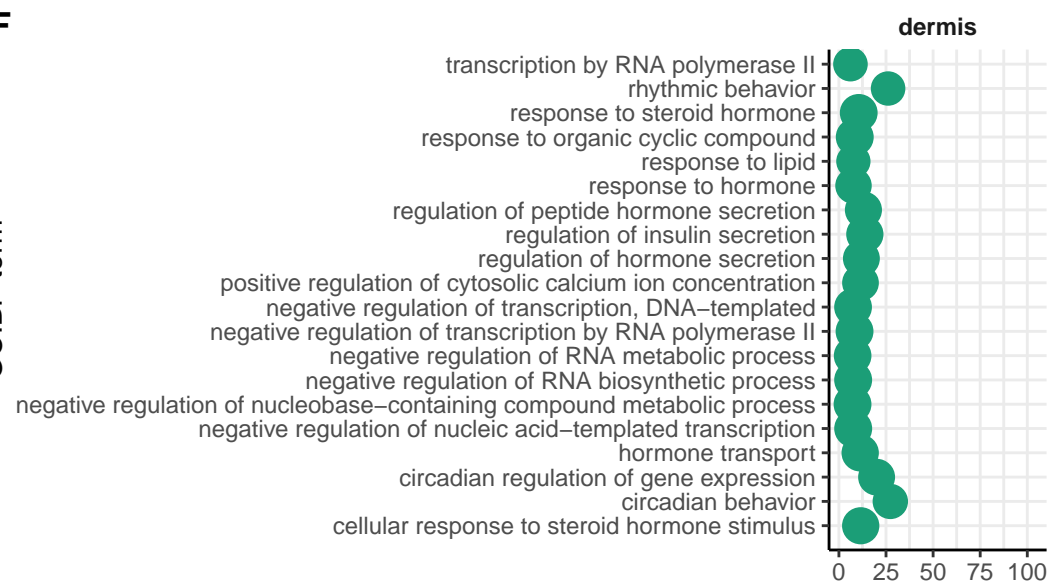 dermis
transcription by RNA polymerase II
rhythmic behavior
response to steroid hormone
response to organic cyclic compound
response to lipid
response to hormone
regulation of peptide hormone secretion
regulation of insulin secretion
regulation of hormone secretion
positive regulation of cytosolic calcium ion concentration
negative regulation of transcription, DNA−templated
negative regulation of transcription by RNA polymerase II
negative regulation of RNA metabolic process
negative regulation of RNA biosynthetic process
negative regulation of nucleobase−containing compound metabolic process
negative regulation of nucleic acid−templated transcription
hormone transport
circadian regulation of gene expression
circadian behavior
cellular response to steroid hormone stimulus
0 25 50 75 100